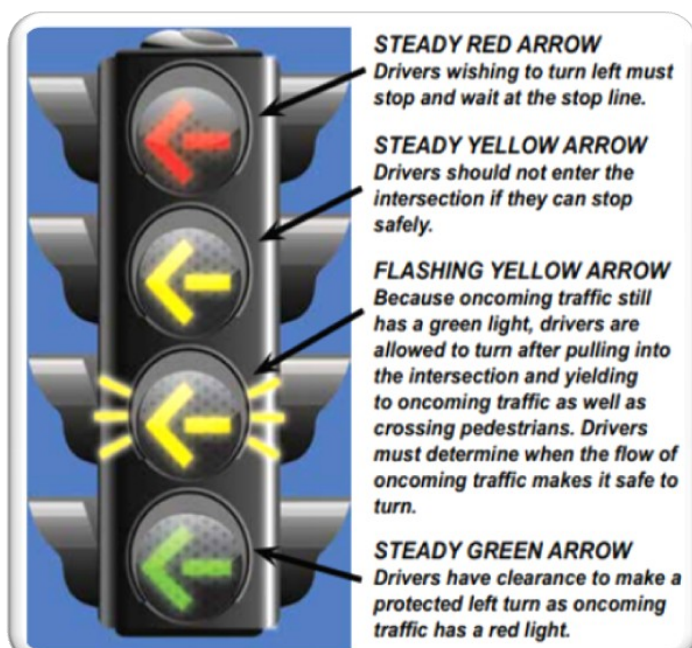 STEADY RED ARROW
Drivers wishing to turn left must
stop and wait at the stop line.
STEADY YELLOW ARROW
Drivers should not enter the
intersection if they can stop
safely.
FLASHING YELLOW ARROW
Because oncoming traffic still
has a green light, drivers are
allowed to turn after pulling into
the intersection and yielding
to oncoming traffic as well as
crossing pedestrians. Drivers
must determine when the flow of
oncoming traffic makes it safe to
turn.
STEADY GREEN ARROW
Drivers have clearance to make a
protected left turn as oncoming
traffic has a red light.